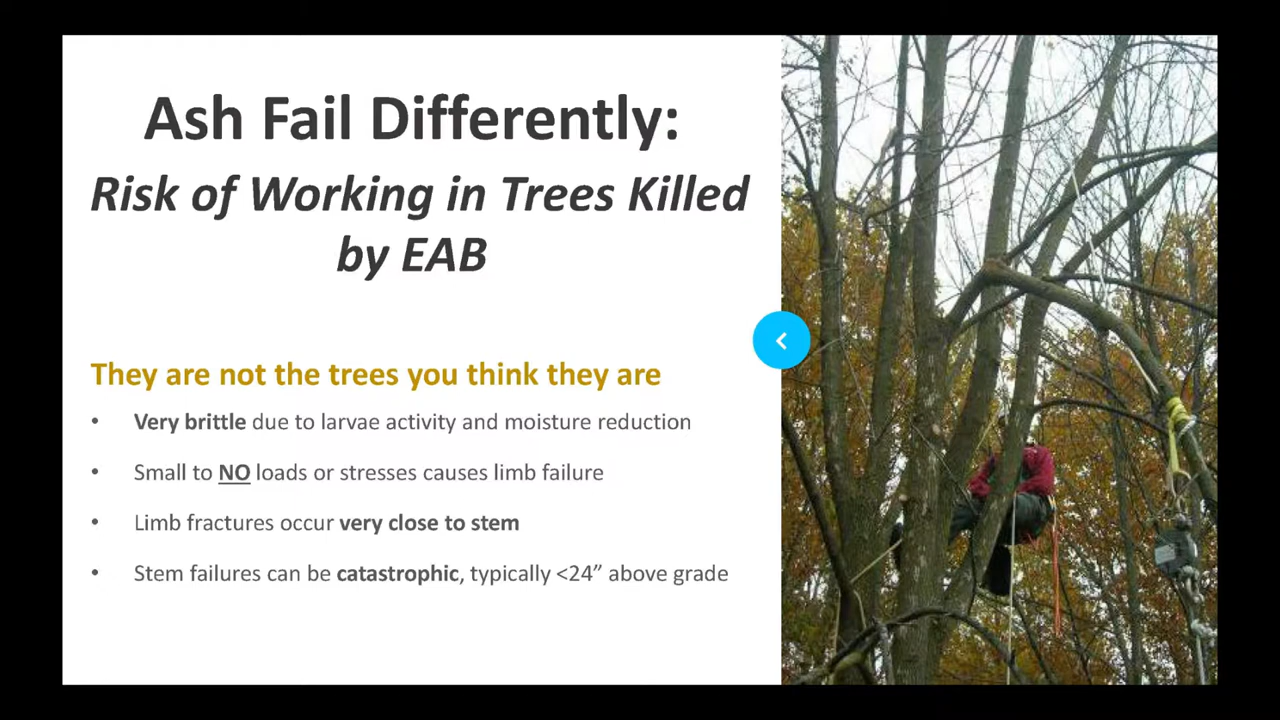 Ash Fail Differently:
Risk of Working in Trees Killed
by EAB
They are not the trees you think they are
• Very brittle due to larvae activity and moisture reduction
• Small to NO loads or stresses causes limb failure
• Limb fractures occur very close to stem
• Stem failures can be catastrophic, typically <24” above grade